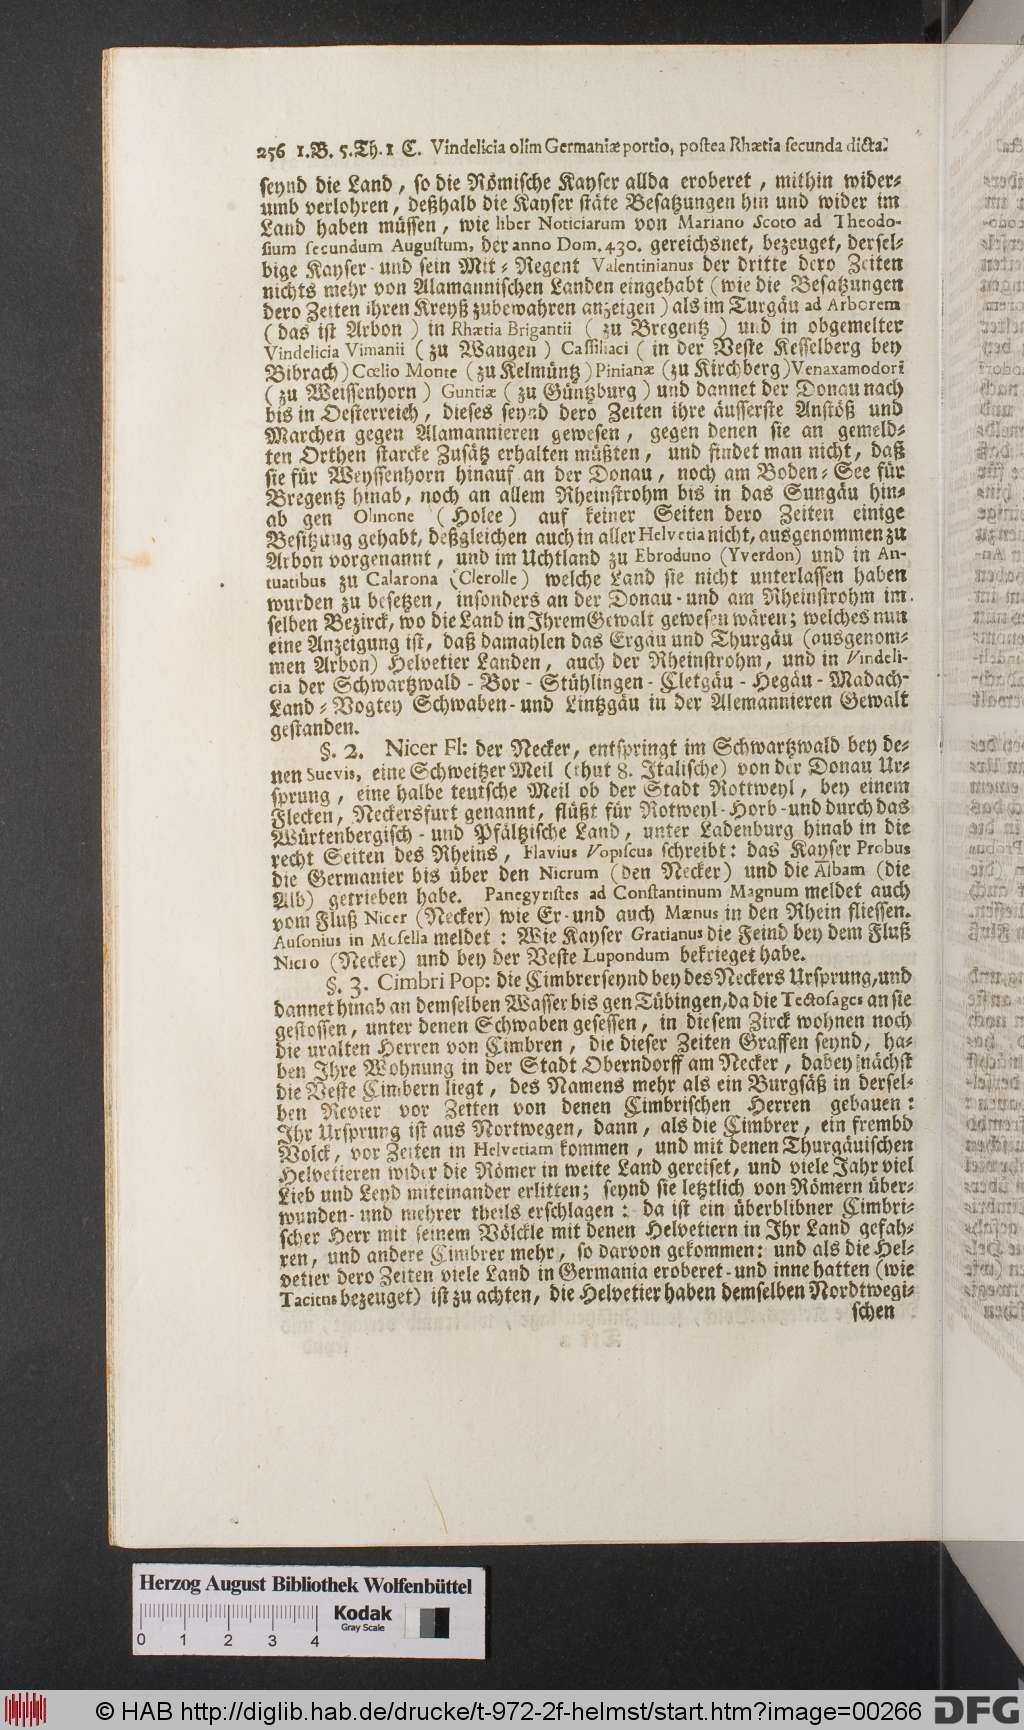 256 1.B. 5.Th. 1 C. Vindelicia olim Germaniæ portio, postea Rhætia secunda dicta.
seynd die Land, so die Römische Kayser allda eroberet, mithin wider⸗
umb verlohren, deßhalb die Kayser stäte Besatzungen hin und wider im
Land haben müssen, wie liber Noticiarum von Mariano Scoto ad Theodo-
sium secundum Augustum, der anno Dom. 430. gereichsnet, bezeuget, dersel⸗
bige Kayser-und sein Mit⸗Regent Valentinianus der dritte dero Zeiten
nichts mehr von Alamannischen Landen eingehabt (wie die Besatzungen
dero Zeiten ihren Kreyß zubewahren anzeigen) als im Turgäu ad Arborem
(das ist Arbon) in Rhætia Brigantii (zu Bregentz) und in obgemelter
Vindelicia Vimanii (zu Wangen) Cassiliaci (in der Veste Kesselberg bey
Bibrach) Cœlio Monte (zu Kelmüntz) Pinianæ (zu Kirchberg) Venaxamodori
(zu Weissenhorn) Guntiæ (zu Güntzburg) und dannet der Donau nach
bis in Oesterreich, dieses seynd dero Zeiten ihre äusserste Anstöß und
Marchen gegen Alamannieren gewesen, gegen denen sie an gemeld⸗
ten Orthen starcke Zusätz erhalten müßten, und findet man nicht, daß
sie für Weyssenhorn hinauf an der Donau, noch am Boden⸗See für
Bregentz hinab, noch an allem Rheinstrohm bis in das Sungäu hin⸗
ab gen Olinone (Holee) auf keiner Seiten dero Zeiten einige
Besitzung gehabt, deßgleichen auch in aller Helvetia nicht, ausgenommen zu
Arbon vorgenannt, und im Uchtland zu Ebroduno (Yverdon) und in An-
tuatibus zu Calarona (Clerolle) welche Land sie nicht unterlassen haben
wurden zu besetzen, insonders an der Donau-und am Rheinstrohm im
selben Bezirck, wo die Land in Ihrem Gewalt gewesen wären; welches nun
eine Anzeigung ist, daß damahlen das Ergäu und Thurgäu (ausgenom⸗
men Arbon) Helvetier Landen, auch der Rheinstrohm, und in Vindeli-
cia der Schwartzwald-Bor-Stühlingen-Cletgäu-Hegäu-Madach-
Land⸗Vogtey Schwaben-und Lintzgäu in der Alemannieren Gewalt
gestanden.
§. 2. Nicer Fl: der Necker, entspringt im Schwartzwald bey de⸗
nen Suevis, eine Schweitzer Meil (thut 8. Italische) von der Donau Ur⸗
sprung, eine halbe teutsche Meil ob der Stadt Rottweyl, bey einem
Flecken, Neckersfurt genannt, flüßt für Rotweyl-Horb-und durch das
Würtenbergisch-und Pfältzische Land, unter Ladenburg hinab in die
recht Seiten des Rheins, Flavius Vopiscus schreibt: das Kayser Probus
die Germanier bis über den Nicrum (den Necker) und die Albam (die
Alb) getrieben habe. Panegyristes ad Constantinum Magnum meldet auch
vom Fluß Nicer (Necker) wie Er-und auch Mænus in den Rhein fliessen.
Ausonius in Mosella meldet: Wie Kayser Gratianus die Feind bey dem Fluß
Nicro (Necker) und bey der Veste Lupondum bekrieget habe.
§. 3. Cimbri Pop: die Cimbrer seynd bey des Neckers Ursprung, und
dannet hinab an demselben Wasser bis gen Tübingen, da die Tectosages an sie
gestossen, unter denen Schwaben gesessen, in diesem Zirck wohnen noch
die uralten Herren von Cimbren, die dieser Zeiten Graffen seynd, ha⸗
ben Ihre Wohnung in der Stadt Oberndorff am Necker, dabey nächst
die Veste Cimbern liegt, des Namens mehr als ein Burgsäß in dersel⸗
ben Revier vor Zeiten von denen Cimbrischen Herren gebauen:
Ihr Ursprung ist aus Nortwegen, dann, als die Cimbrer, ein frembd
Volck, vor Zeiten in Helvetiam kommen, und mit denen Thurgäuischen
Helvetieren wider die Römer in weite Land gereiset, und viele Jahr viel
Lieb und Leyd miteinander erlitten; seynd sie letztlich von Römern über⸗
wunden-und mehrer theils erschlagen: da ist ein überblibner Cimbri⸗
scher Herr mit seinem Völckle mit denen Helvetiern in Ihr Land gefah⸗
ren, und andere Cimbrer mehr, so darvon gekommen: und als die Hel⸗
vetier dero Zeiten viele Land in Germania eroberet-und inne hatten (wie
Tacitus bezeuget) ist zu achten, die Helvetier haben demselben Nordtwegi⸗
schen
Herzog August Bibliothek Wolfenbüttel
Kodak
Gray Scale
0 1 2 3 4
© HAB http://diglib.hab.de/drucke/t-972-2f-helmst/start.htm?image=00266
DFG